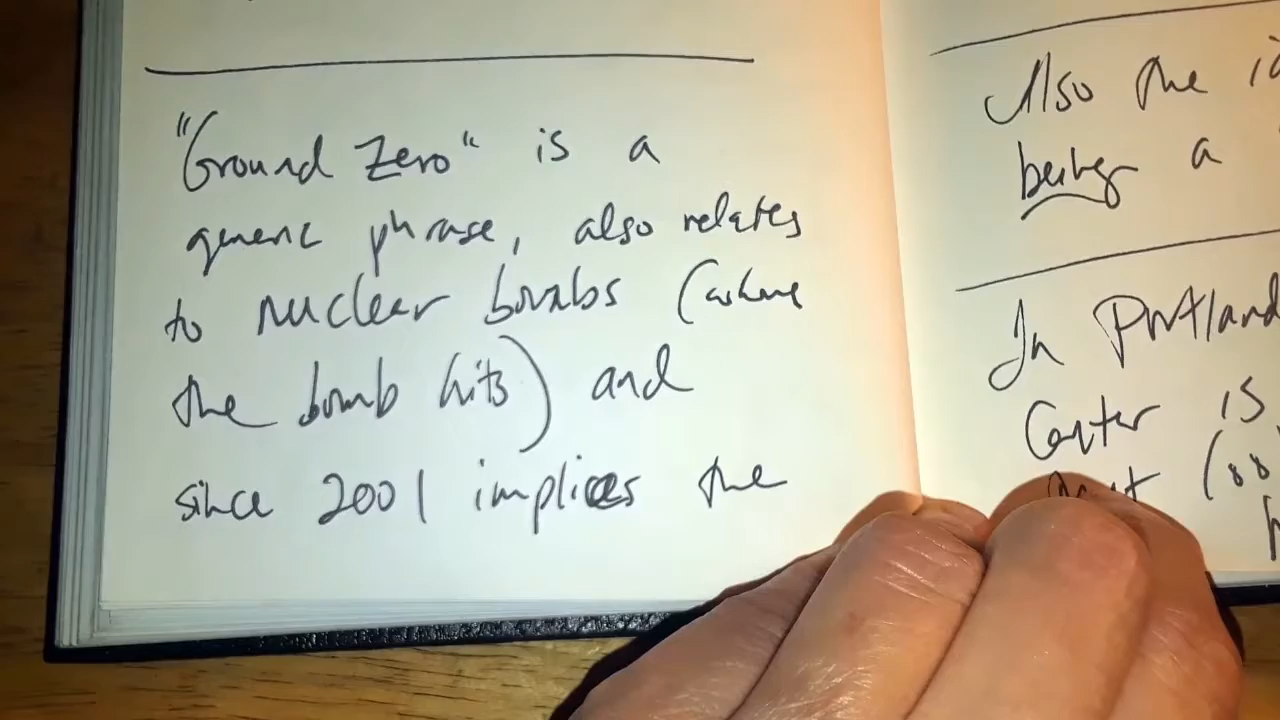 "Ground Zero" is a
generic phrase, also relates
to nuclear bombs (where
the bomb hits) and
since 2001 implies the
Also the
being a
In Portland
Center is